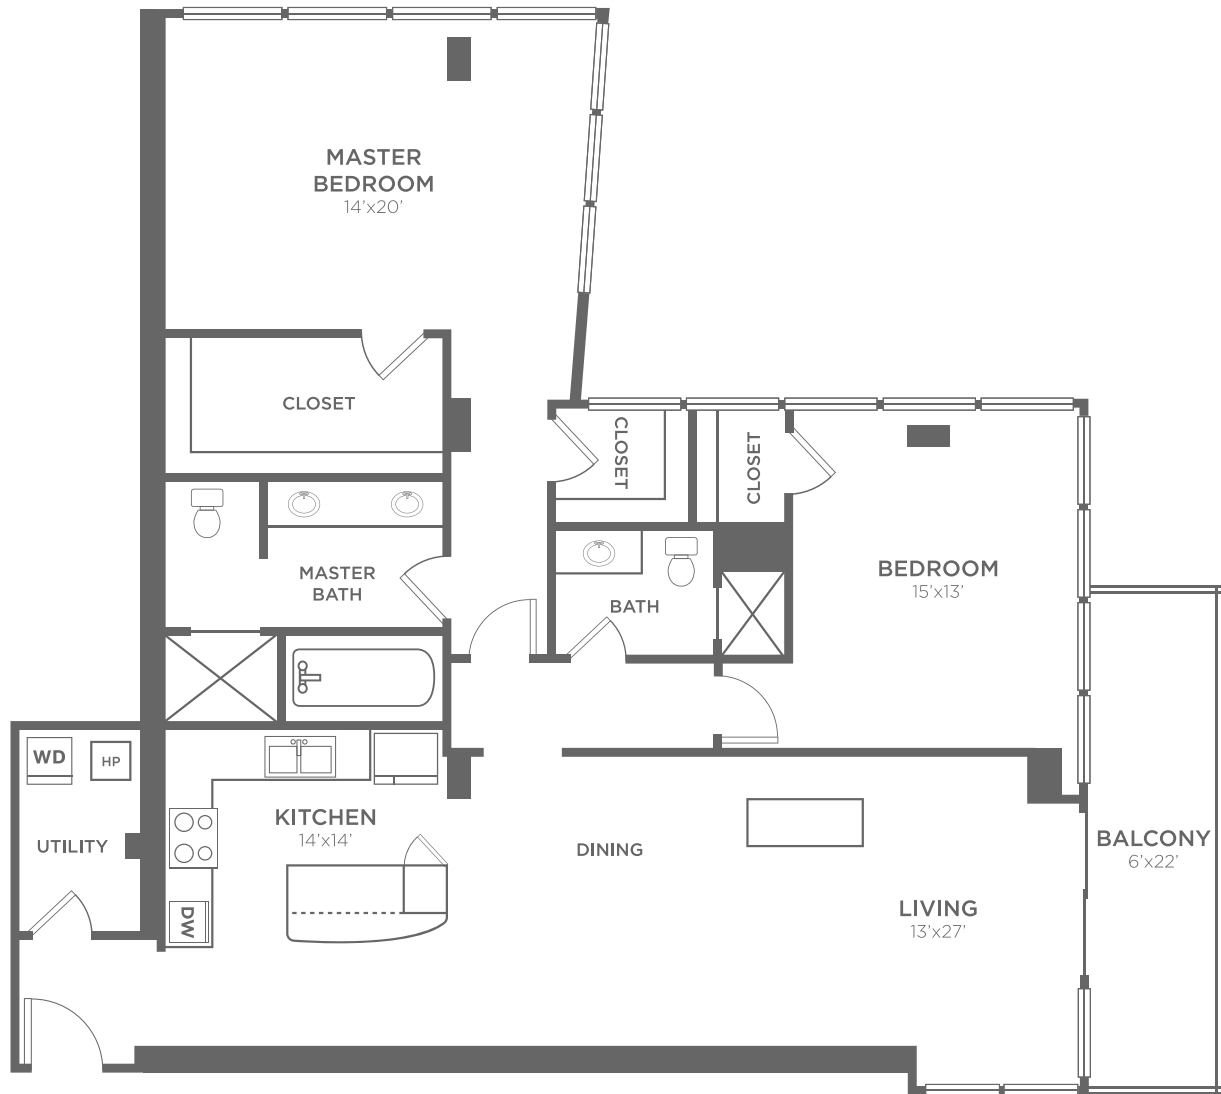 MASTER
BEDROOM
14'x20'
CLOSET
CLOSET
CLOSET
MASTER
BATH
BATH
BEDROOM
15'x13'
WD
HP
UTILITY
KITCHEN
14'x14'
DW
DINING
LIVING
13'x27'
BALCONY
6'x22'